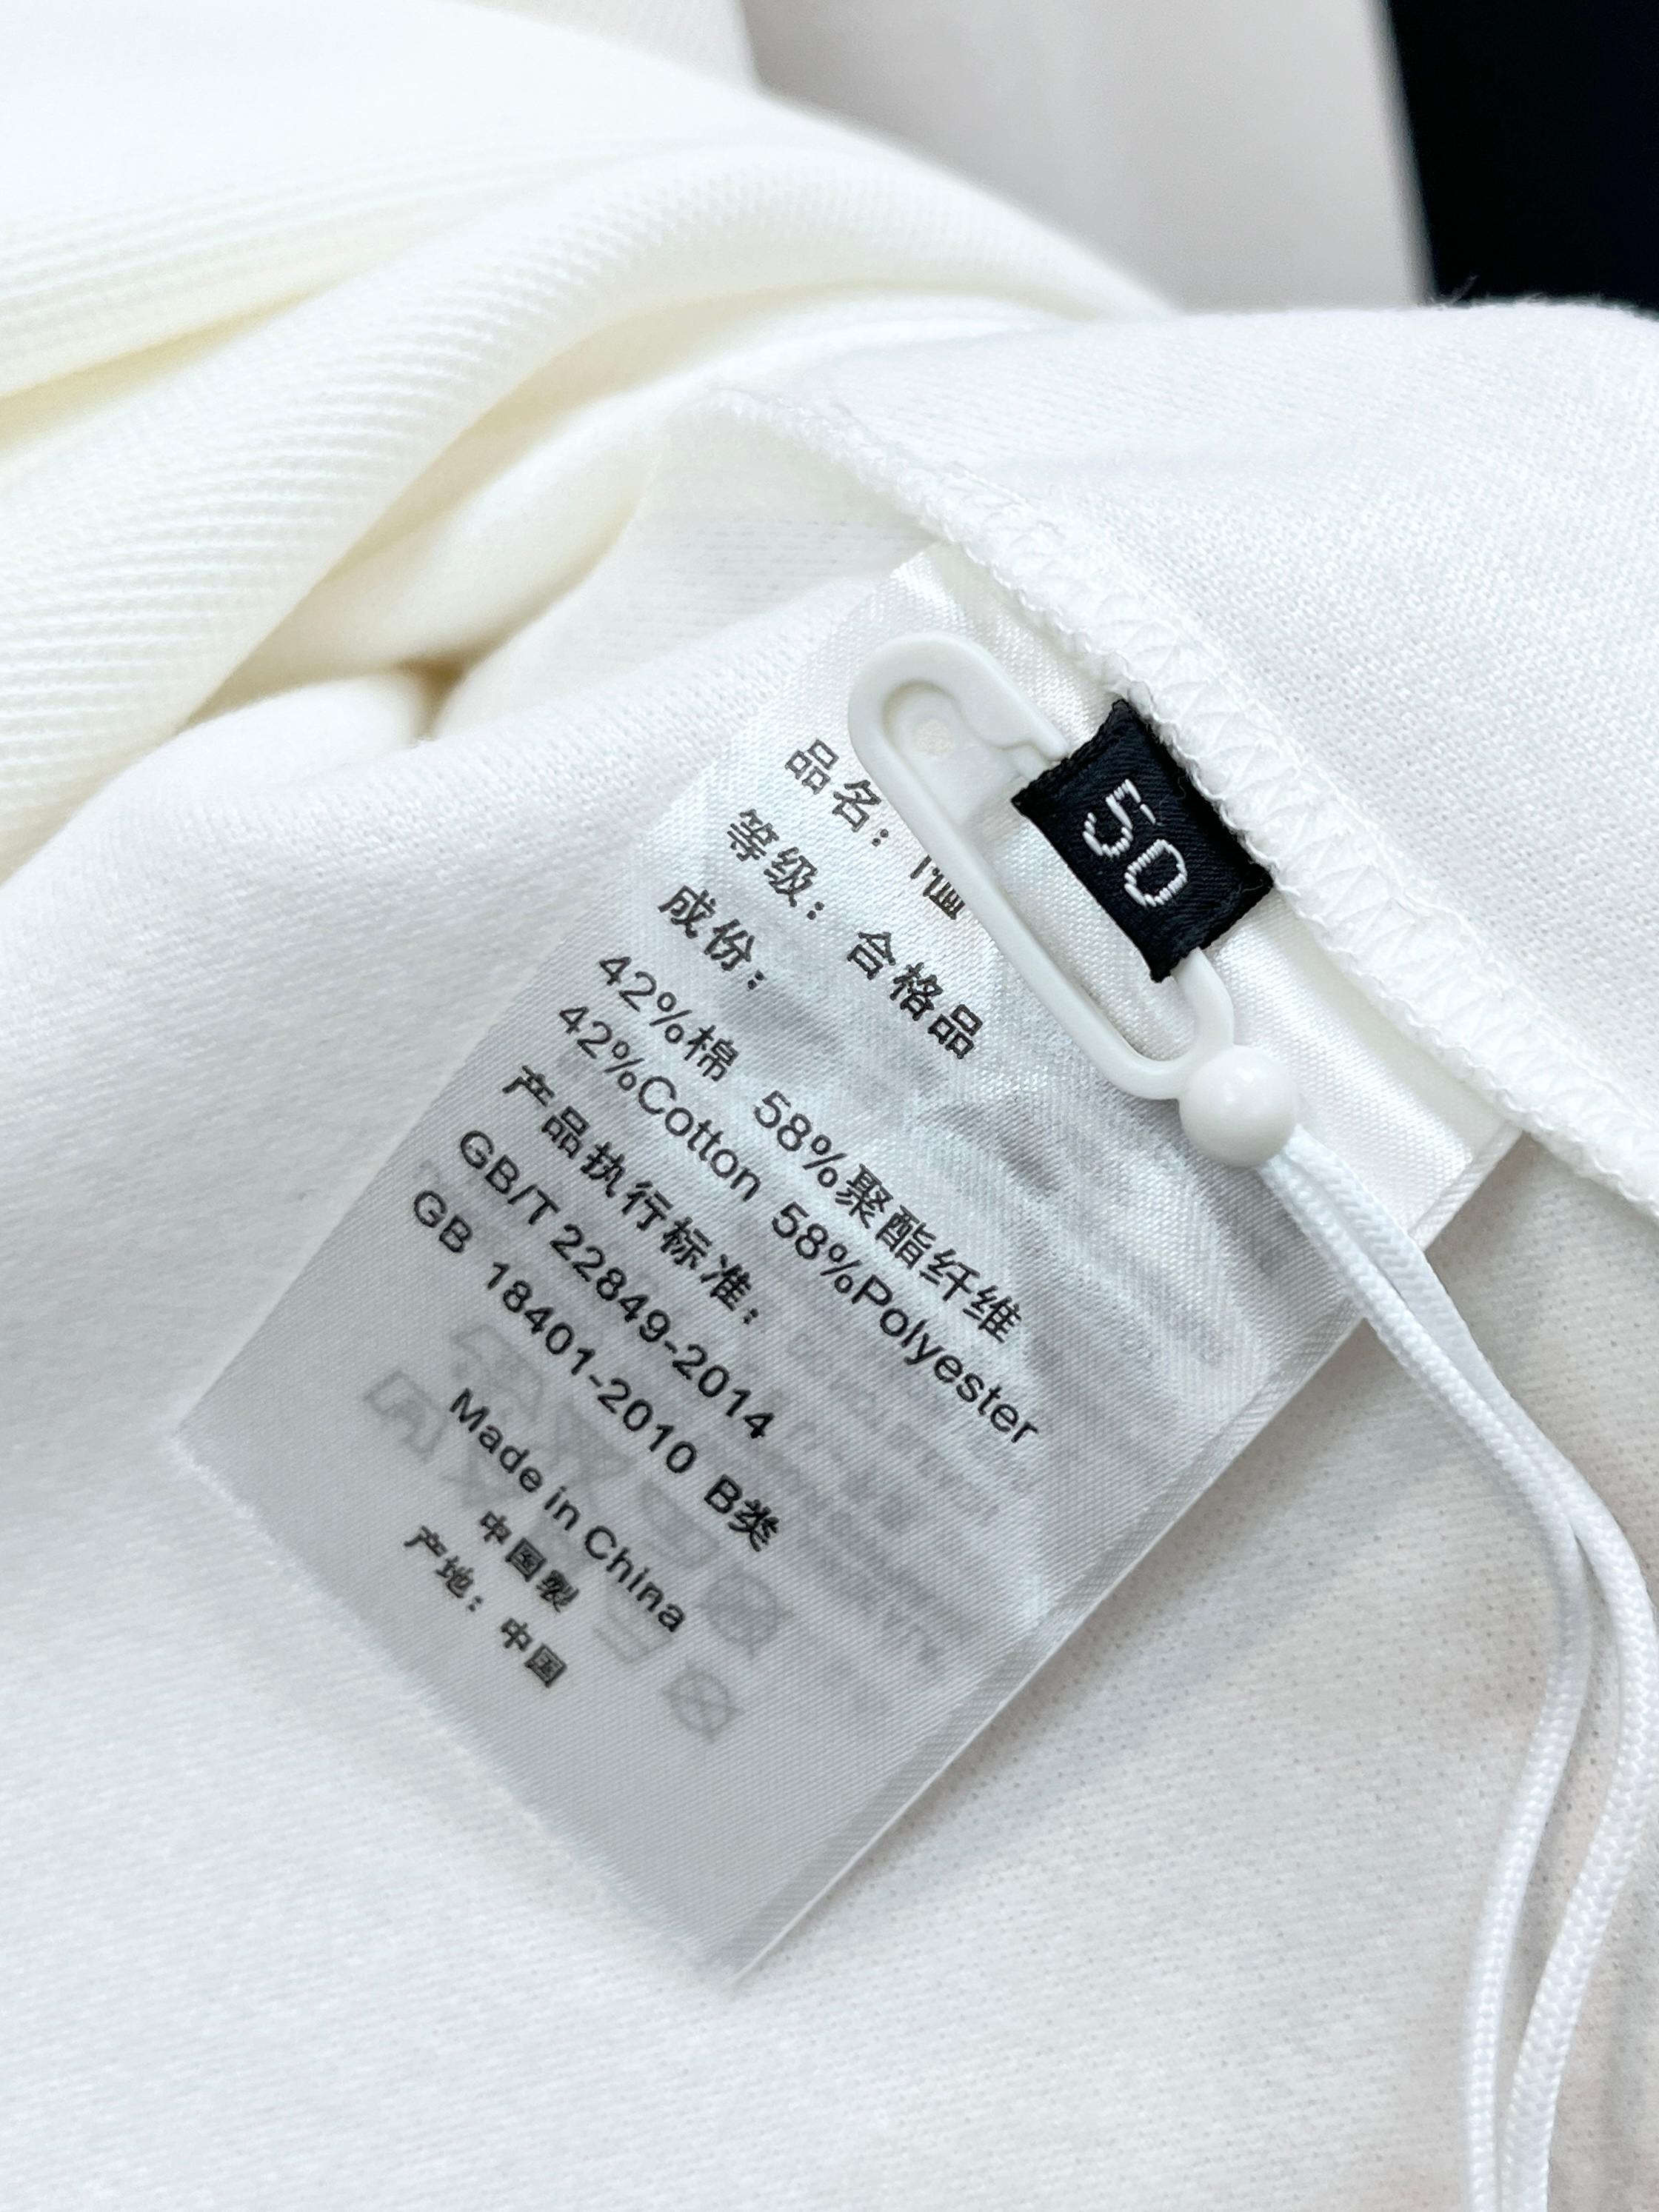 50
品名:T恤
等级: 合格品
成份:
42%棉 58%聚酯纤维
42%Cotton 58%Polyester
产品执行标准:
GB/T 22849-2014
GB 18401-2010 B类
Made in China
中国製
产地: 中国